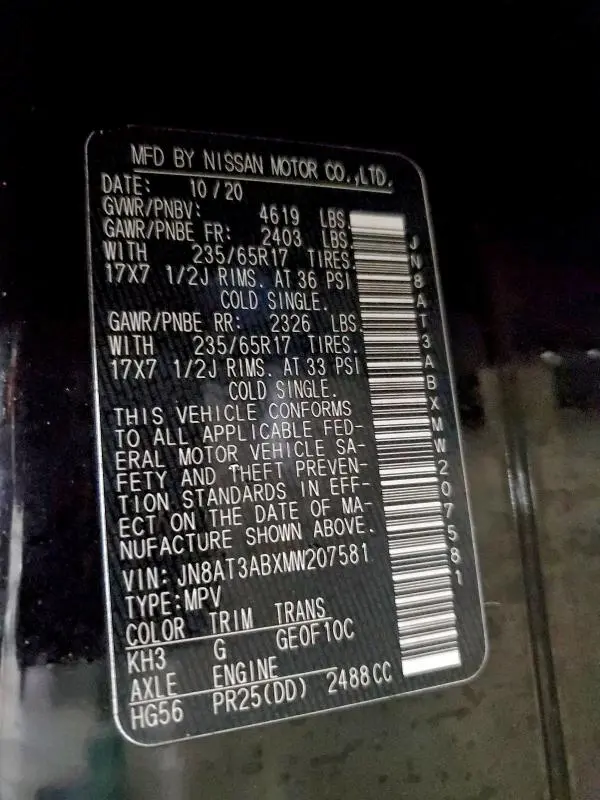 MFD BY NISSAN MOTOR CO.,LTD.
DATE: 10/20
GVWR/PNBV: 4619 LBS
GAWR/PNBE FR: 2403 LBS
WITH 235/65R17 TIRES.
17X7 1/2J RIMS. AT 36 PSI
COLD SINGLE.
GAWR/PNBE RR: 2326 LBS
WITH 235/65R17 TIRES.
17X7 1/2J RIMS. AT 33 PSI
COLD SINGLE.
THIS VEHICLE CONFORMS
TO ALL APPLICABLE FED-
ERAL MOTOR VEHICLE SA-
FETY AND THEFT PREVEN-
TION STANDARDS IN EFF-
ECT ON THE DATE OF MA-
NUFACTURE SHOWN ABOVE.
VIN: JN8AT3ABXMW207581
TYPE:MPV
COLOR TRIM TRANS
KH3 G GE0F10C
AXLE ENGINE
HG56 PR25(DD) 2488CC
JN8AT3ABXMW207581